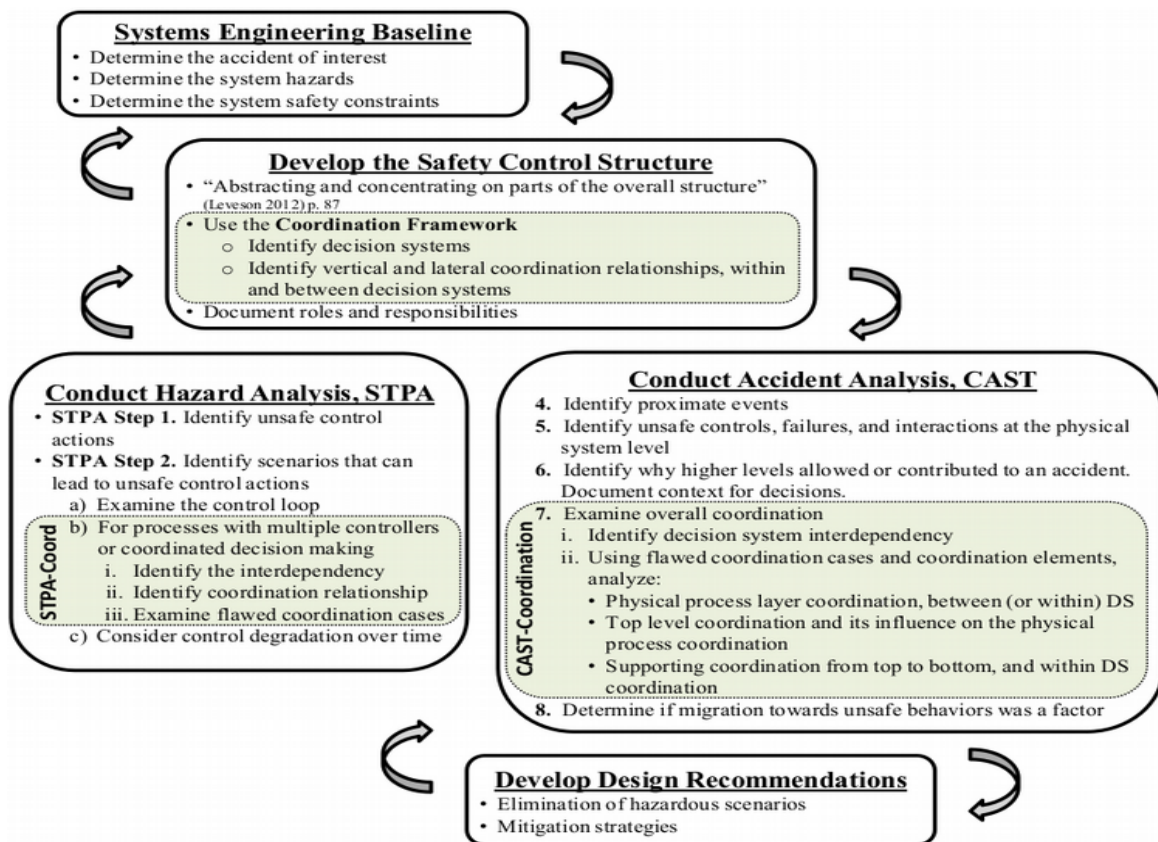 Systems Engineering Baseline
• Determine the accident of interest
• Determine the system hazards
• Determine the system safety constraints
Develop the Safety Control Structure
• “Abstracting and concentrating on parts of the overall structure”
(Leveson 2012) p. 87
• Use the Coordination Framework
o Identify decision systems
o Identify vertical and lateral coordination relationships, within
and between decision systems
• Document roles and responsibilities
Conduct Hazard Analysis, STPA
• STPA Step 1. Identify unsafe control
actions
• STPA Step 2. Identify scenarios that can
lead to unsafe control actions
a) Examine the control loop
STPA-Coord
b) For processes with multiple controllers
or coordinated decision making
i. Identify the interdependency
ii. Identify coordination relationship
iii. Examine flawed coordination cases
c) Consider control degradation over time
Conduct Accident Analysis, CAST
4. Identify proximate events
5. Identify unsafe controls, failures, and interactions at the physical
system level
6. Identify why higher levels allowed or contributed to an accident.
Document context for decisions.
CAST-Coordination
7. Examine overall coordination
i. Identify decision system interdependency
ii. Using flawed coordination cases and coordination elements,
analyze:
• Physical process layer coordination, between (or within) DS
• Top level coordination and its influence on the physical
process coordination
• Supporting coordination from top to bottom, and within DS
coordination
8. Determine if migration towards unsafe behaviors was a factor
Develop Design Recommendations
• Elimination of hazardous scenarios
• Mitigation strategies